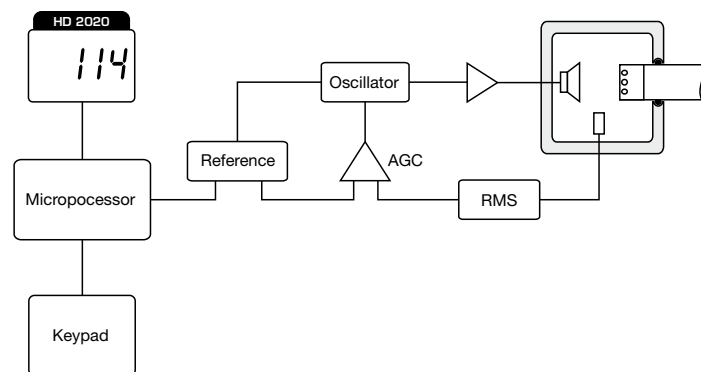 HD 2020
114
Oscillator
Reference
AGC
Micropocessor
RMS
Keypad